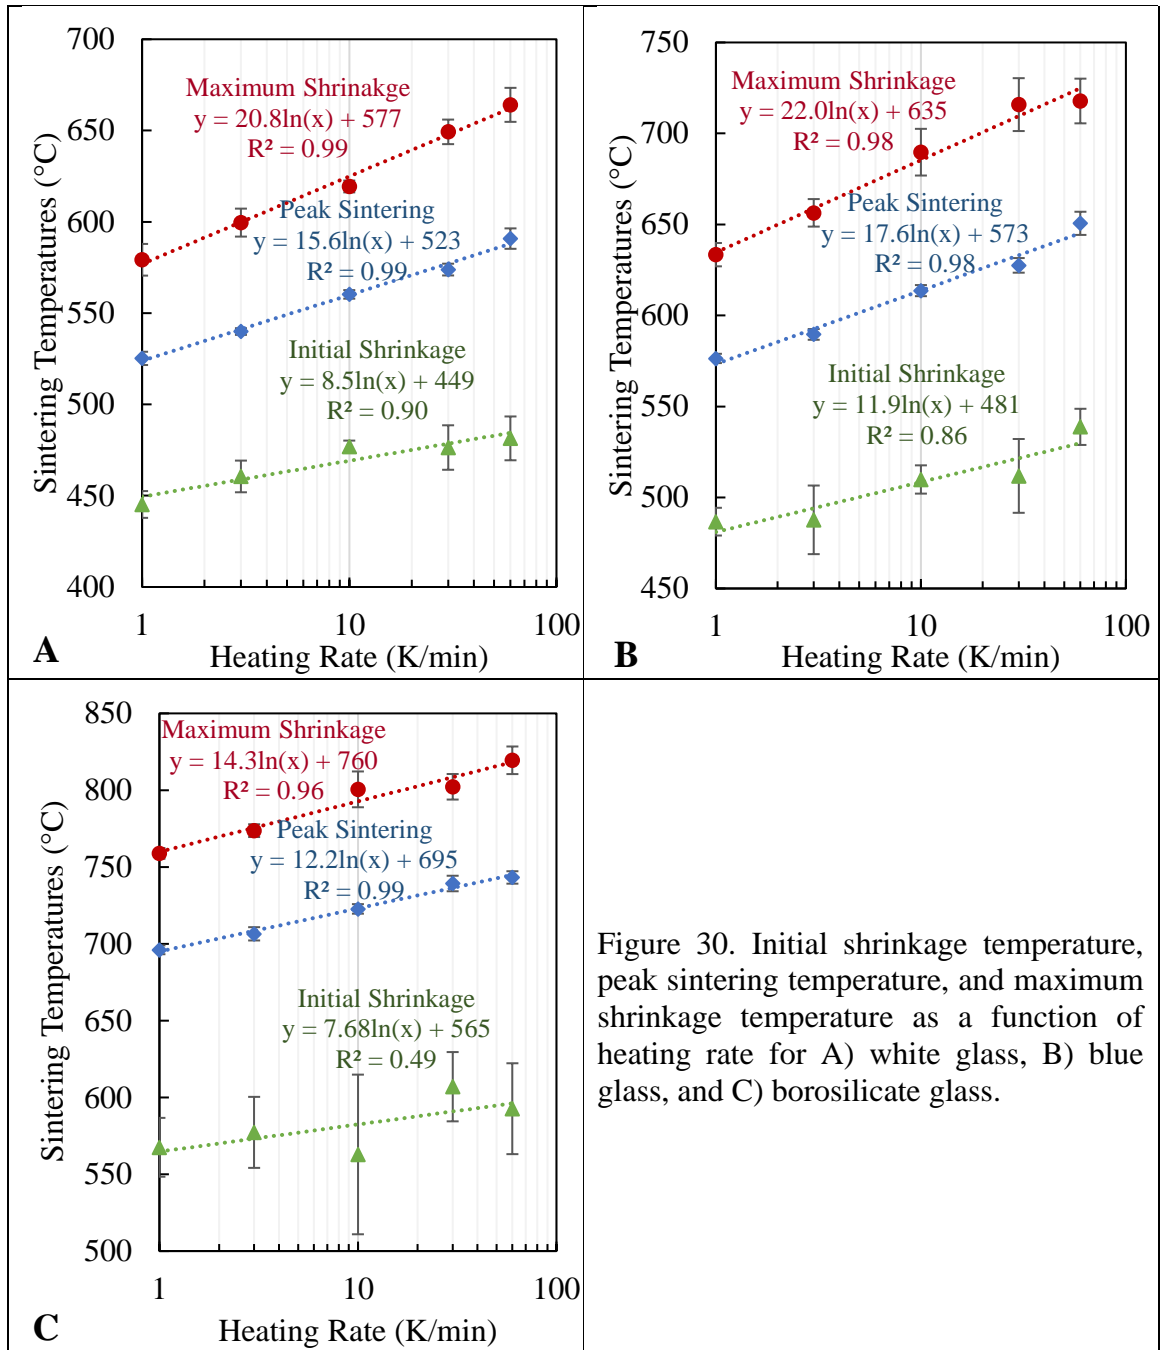 700
650
600
550
500
450
400
Sintering Temperatures (°C)
Maximum Shrinakge
y = 20.8ln(x) + 577
R² = 0.99
Peak Sintering
y = 15.6ln(x) + 523
R² = 0.99
Initial Shrinkage
y = 8.5ln(x) + 449
R² = 0.90
1 10 100
Heating Rate (K/min)
A
750
700
650
600
550
500
450
Sintering Temperatures (°C)
Maximum Shrinkage
y = 22.0ln(x) + 635
R² = 0.98
Peak Sintering
y = 17.6ln(x) + 573
R² = 0.98
Initial Shrinkage
y = 11.9ln(x) + 481
R² = 0.86
1 10 100
Heating Rate (K/min)
B
850
800
750
700
650
600
550
500
Sintering Temperatures (°C)
Maximum Shrinkage
y = 14.3ln(x) + 760
R² = 0.96
Peak Sintering
y = 12.2ln(x) + 695
R² = 0.99
Initial Shrinkage
y = 7.68ln(x) + 565
R² = 0.49
1 10 100
Heating Rate (K/min)
C
Figure 30. Initial shrinkage temperature,
peak sintering temperature, and maximum
shrinkage temperature as a function of
heating rate for A) white glass, B) blue
glass, and C) borosilicate glass.